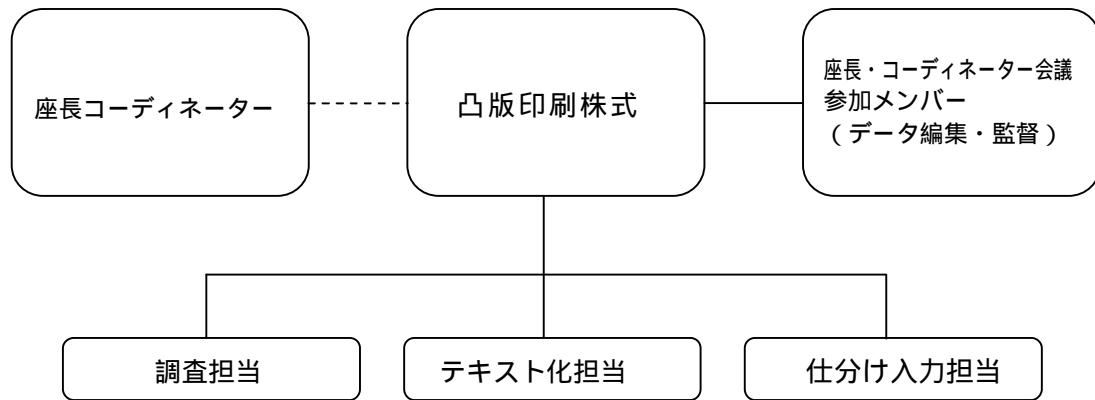 座長コーディネーター
凸版印刷株式
座長・コーディネーター会議
参加メンバー
(データ編集・監督)
調査担当
テキスト化担当
仕分け入力担当